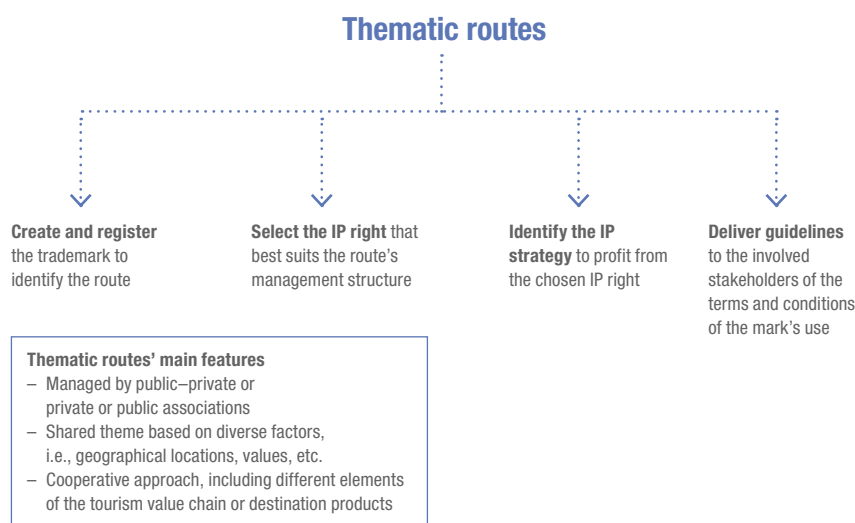 Thematic routes
Create and register
the trademark to
identify the route
Select the IP right that
best suits the route's
management structure
Identify the IP
strategy to profit from
the chosen IP right
Deliver guidelines
to the involved
stakeholders of the
terms and conditions
of the mark's use
Thematic routes' main features
– Managed by public–private or
private or public associations
– Shared theme based on diverse factors,
i.e., geographical locations, values, etc.
– Cooperative approach, including different elements
of the tourism value chain or destination products